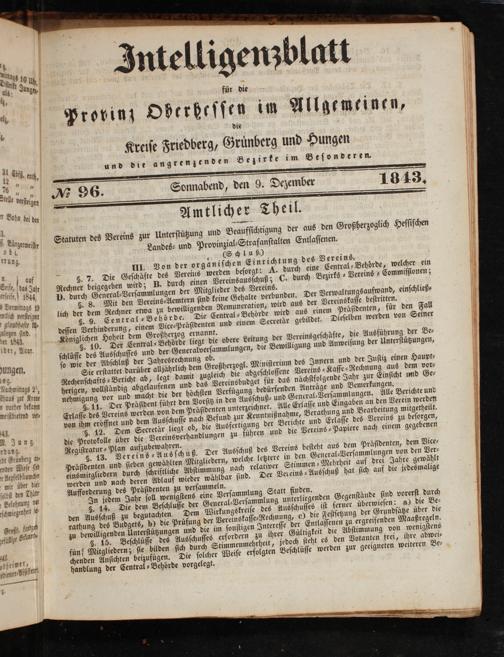 Intelligenzblatt
für die
Provinz Oberhessen im Allgemeinen,
die
Kreise Friedberg, Grünberg und Hungen
und die angrenzenden Bezirke im Besonderen.
№ 96. Sonnabend, den 9. Dezember 1843.
Amtlicher Theil.
Statuten des Vereins zur Unterstützung und Beaufsichtigung der aus den Großherzoglich Hessischen
Landes- und Provinzial-Strafanstalten Entlassenen.
(Schluß)
III. Von der organischen Einrichtung des Vereins.
§. 7. Die Geschäfte des Vereins werden besorgt: A. durch eine Central-Behörde, welcher ein
Rechner beigegeben wird; B. durch einen Vereinsausschuß; C. durch Bezirks-Vereins-Commissionen;
D. durch General-Versammlungen der Mitglieder des Vereins.
§. 8. Mit den Vereins-Aemtern sind keine Gehalte verbunden. Der Verwaltungsaufwand, einschließ-
lich der dem Rechner etwa zu bewilligenden Remuneration, wird aus der Vereinskasse bestritten.
§. 9. Central-Behörde. Die Central-Behörde wird aus einem Präsidenten, für den Fall
dessen Verhinderung, einem Vice-Präsidenten und einem Secretär gebildet. Dieselben werden von Seiner
Königlichen Hoheit dem Großherzog ernannt.
§. 10. Der Central-Behörde liegt die obere Leitung der Vereinsgeschäfte, die Ausführung der Be-
schlüsse des Ausschusses und der Generalversammlungen, die Bewilligung und Anweisung der Unterstützungen,
so wie der Abschluß der Jahresrechnung ob.
Sie erstattet darüber alljährlich dem Großherzogl. Ministerium des Innern und der Justiz einen Haupt-
Rechenschafts-Bericht ab, legt damit zugleich die abgeschlossene Vereins-Kasse-Rechnung aus dem vor-
herigen, vollständig abgelaufenen und das Vereinsbudget für das nächstfolgende Jahr zur Einsicht und Ge-
nehmigung vor und macht die der höchsten Verfügung bedürfenden Anträge und Bemerkungen.
§. 11. Der Präsident führt den Vorsitz in den Ausschuß- und General-Versammlungen. Alle Berichte und
Erlasse des Vereins werden von dem Präsidenten unterzeichnet. Alle Erlasse und Eingaben an den Verein werden
von ihm eröffnet und dem Ausschusse nach Befund zur Kenntnißnahme, Berathung und Bearbeitung mitgetheilt.
§. 12. Dem Secretär liegt ob, die Ausfertigung der Berichte und Erlasse des Vereins zu besorgen,
die Protokolle über die Vereinsverhandlungen zu führen und die Vereins-Papiere nach einem gegebenen
Registratur-Plan aufzubewahren.
§. 13. Vereins-Ausschuß. Der Ausschuß des Vereins besteht aus dem Präsidenten, dem Vice-
Präsidenten und sieben gewählten Mitgliedern, welche letztere in den General-Versammlungen von den Ver-
einsmitgliedern durch schriftliche Abstimmung nach relativer Stimmen-Mehrheit auf drei Jahre gewählt
werden und nach deren Ablauf wieder wählbar sind. Der Vereins-Ausschuß hat sich auf die jedesmalige
Aufforderung des Präsidenten zu versammeln.
In jedem Jahr soll wenigstens eine Versammlung Statt finden.
§. 14. Die dem Beschlusse der General-Versammlung unterliegenden Gegenstände sind vorerst durch
den Ausschuß zu begutachten. Dem Wirkungskreise des Ausschusses ist ferner überwiesen: a) die Be-
rathung des Budgets, b) die Prüfung der Vereinskasse-Rechnung, c) die Festsetzung der Grundsätze über die
zu bewilligenden Unterstützungen und die im sonstigen Interesse der Entlassenen zu ergreifenden Maasregeln.
§. 15. Beschlüsse des Ausschusses erfordern zu ihrer Gültigkeit die Abstimmung von wenigstens
fünf Mitgliedern; sie bilden sich durch Stimmenmehrheit, jedoch steht es den Votanten frei, ihre abwei-
chenden Ansichten beizufügen. Die solcher Weise erfolgten Beschlüsse werden zur geeigneten weiteren Be-
handlung der Central-Behörde vorgelegt.